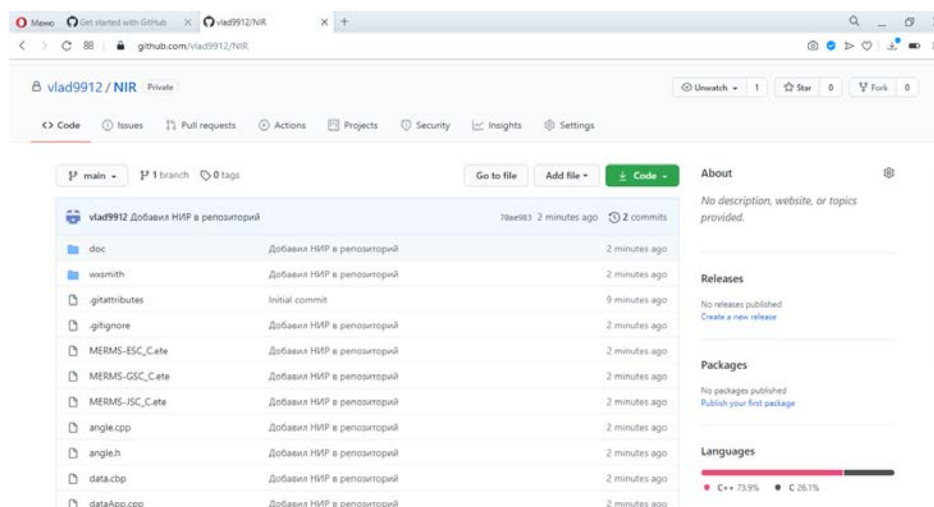 Меню Get started with GitHub vlad9912/NIR
github.com/vlad9912/NIR
vlad9912 / NIR Private Unwatch 1 Star 0 Fork 0
Code Issues Pull requests Actions Projects Security Insights Settings
main 1 branch 0 tags Go to file Add file Code
vlad9912 Добавил НИР в репозиторий 2 minutes ago 2 commits
doc Добавил НИР в репозиторий 2 minutes ago
wxsmith Добавил НИР в репозиторий 2 minutes ago
.gitattributes Initial commit 9 minutes ago
.gitignore Добавил НИР в репозиторий 2 minutes ago
MERMS-ESC_C.ete Добавил НИР в репозиторий 2 minutes ago
MERMS-GSC_C.ete Добавил НИР в репозиторий 2 minutes ago
MERMS-JSC_C.ete Добавил НИР в репозиторий 2 minutes ago
angle.cpp Добавил НИР в репозиторий 2 minutes ago
angle.h Добавил НИР в репозиторий 2 minutes ago
data.cbp Добавил НИР в репозиторий 2 minutes ago
dataApp.cpp Добавил НИР в репозиторий 2 minutes ago
About
No description, website, or topics
provided.
Releases
No releases published
Create a new release
Packages
No packages published
Publish your first package
Languages
C++ 73.9% C 26.1%